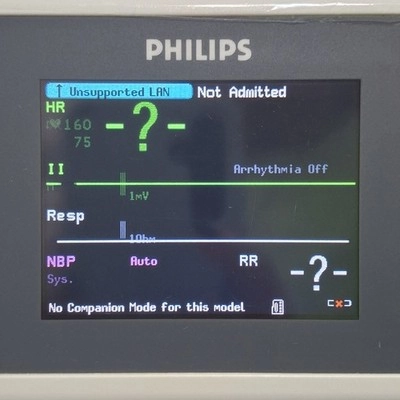 PHILIPS
↑ Unsupported LAN Not Admitted
HR
160
75
-?-
II
Arrhythmia Off
1mV
Resp
1Ohm
NBP Auto RR
Sys.
-?-
No Companion Mode for this model